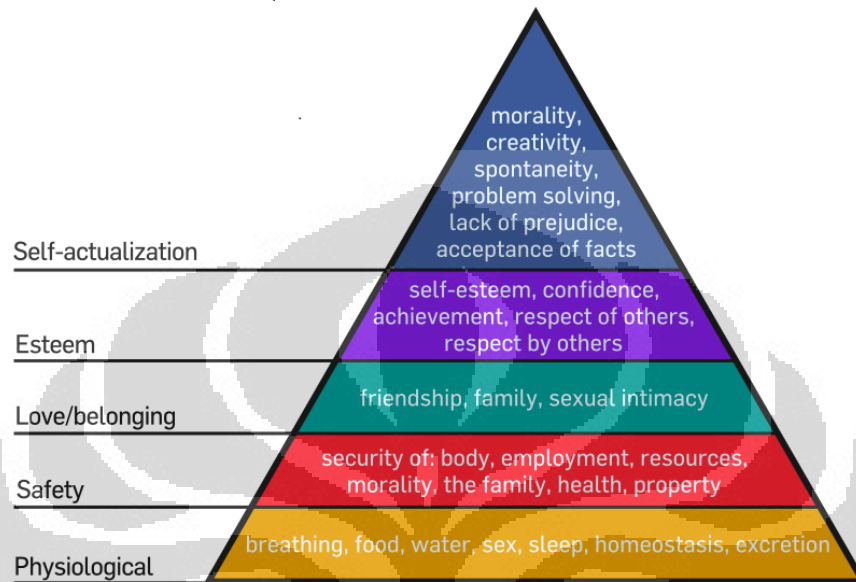 morality,
creativity,
spontaneity,
problem solving,
lack of prejudice,
acceptance of facts
Self-actualization
self-esteem, confidence,
achievement, respect of others,
respect by others
Esteem
friendship, family, sexual intimacy
Love/belonging
security of: body, employment, resources,
morality, the family, health, property
Safety
breathing, food, water, sex, sleep, homeostasis, excretion
Physiological